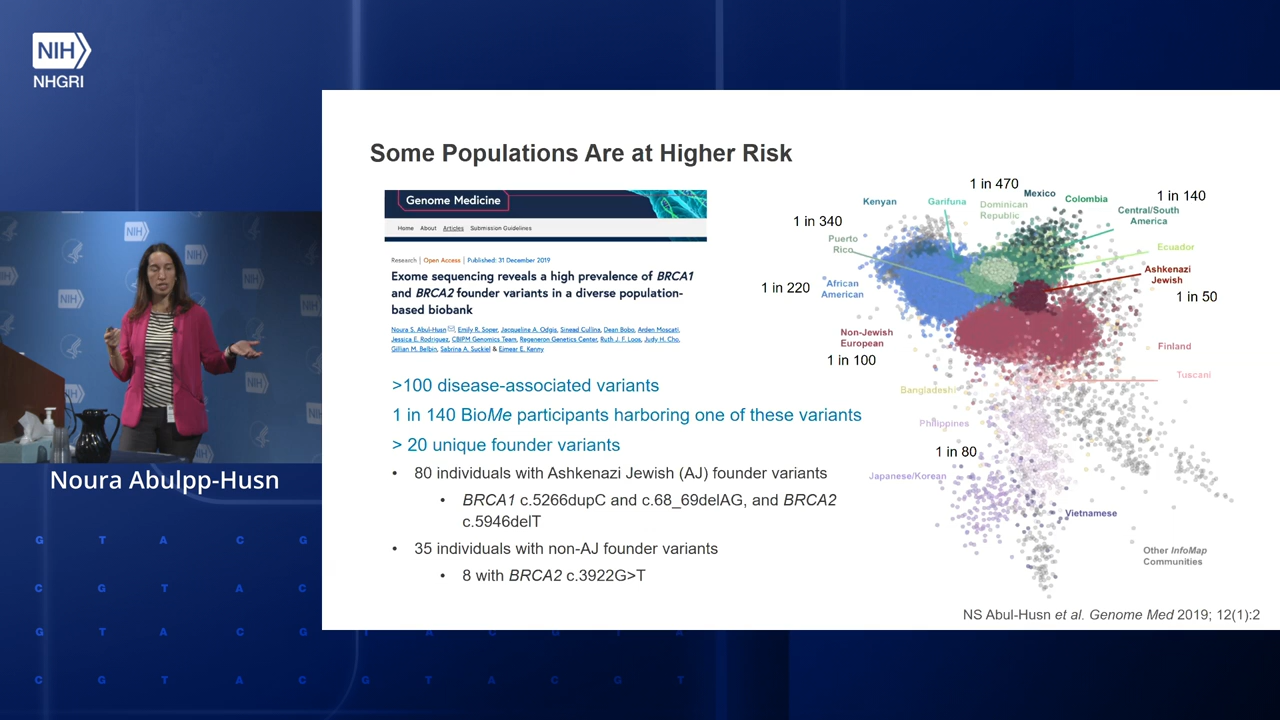 NIH
NHGRI
Some Populations Are at Higher Risk
Genome Medicine
Home About Articles Submission Guidelines
Research | Open Access | Published: 31 December 2019
Exome sequencing reveals a high prevalence of BRCA1
and BRCA2 founder variants in a diverse population-
based biobank
Noura S. Abul-Husn, Emily R. Soper, Jacqueline A. Odgis, Sinead Cullina, Dean Bobo, Arden Moscati,
Jessica E. Rodriguez, CBIPM Genomics Team, Regeneron Genetics Center, Ruth J. F. Loos, Judy H. Cho,
Gillian M. Belbin, Sabrina A. Suckiel & Eimear E. Kenny
>100 disease-associated variants
1 in 140 BioMe participants harboring one of these variants
> 20 unique founder variants
• 80 individuals with Ashkenazi Jewish (AJ) founder variants
• BRCA1 c.5266dupC and c.68_69delAG, and BRCA2
c.5946delT
• 35 individuals with non-AJ founder variants
• 8 with BRCA2 c.3922G>T
1 in 470
Mexico
1 in 140
Kenyan
Garifuna
Dominican
Republic
Colombia
Central/South
America
1 in 340
Puerto
Rico
Ecuador
Ashkenazi
Jewish
1 in 220
African
American
1 in 50
Non-Jewish
European
1 in 100
Finland
Tuscani
Bangladeshi
Philippines
1 in 80
Japanese/Korean
Vietnamese
Other InfoMap
Communities
NS Abul-Husn et al. Genome Med 2019; 12(1):2
NIH
NIH
NIH
NIH
NIH
Noura Abulpp-Husn
G T A C G
C G T A C
G T A C G T A C G T A
C G T A C G T A C G T